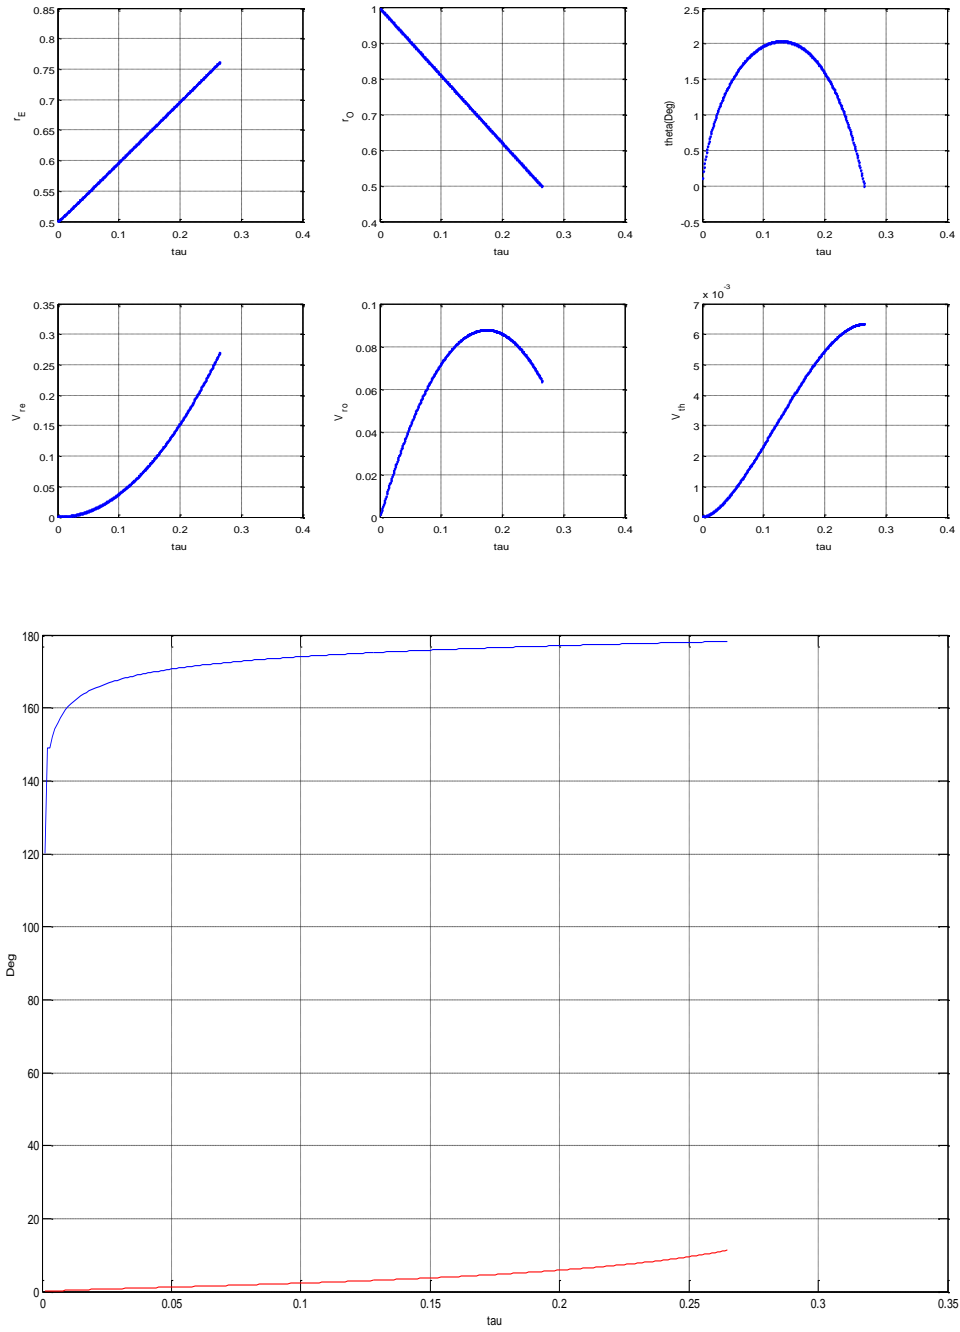 0.85
0.8
0.75
0.7
0.65
0.6
0.55
0.5
r_E
0 0.1 0.2 0.3 0.4
tau
1
0.9
0.8
0.7
0.6
0.5
0.4
r_O
0 0.1 0.2 0.3 0.4
tau
2.5
2
1.5
1
0.5
0
-0.5
theta(Deg)
0 0.1 0.2 0.3 0.4
tau
0.35
0.3
0.25
0.2
0.15
0.1
0.05
0
V_re
0 0.1 0.2 0.3 0.4
tau
0.1
0.08
0.06
0.04
0.02
0
V_ro
0 0.1 0.2 0.3 0.4
tau
x 10^-3
7
6
5
4
3
2
1
0
V_th
0 0.1 0.2 0.3 0.4
tau
180
160
140
120
100
80
60
40
20
0
Deg
0 0.05 0.1 0.15 0.2 0.25 0.3 0.35
tau